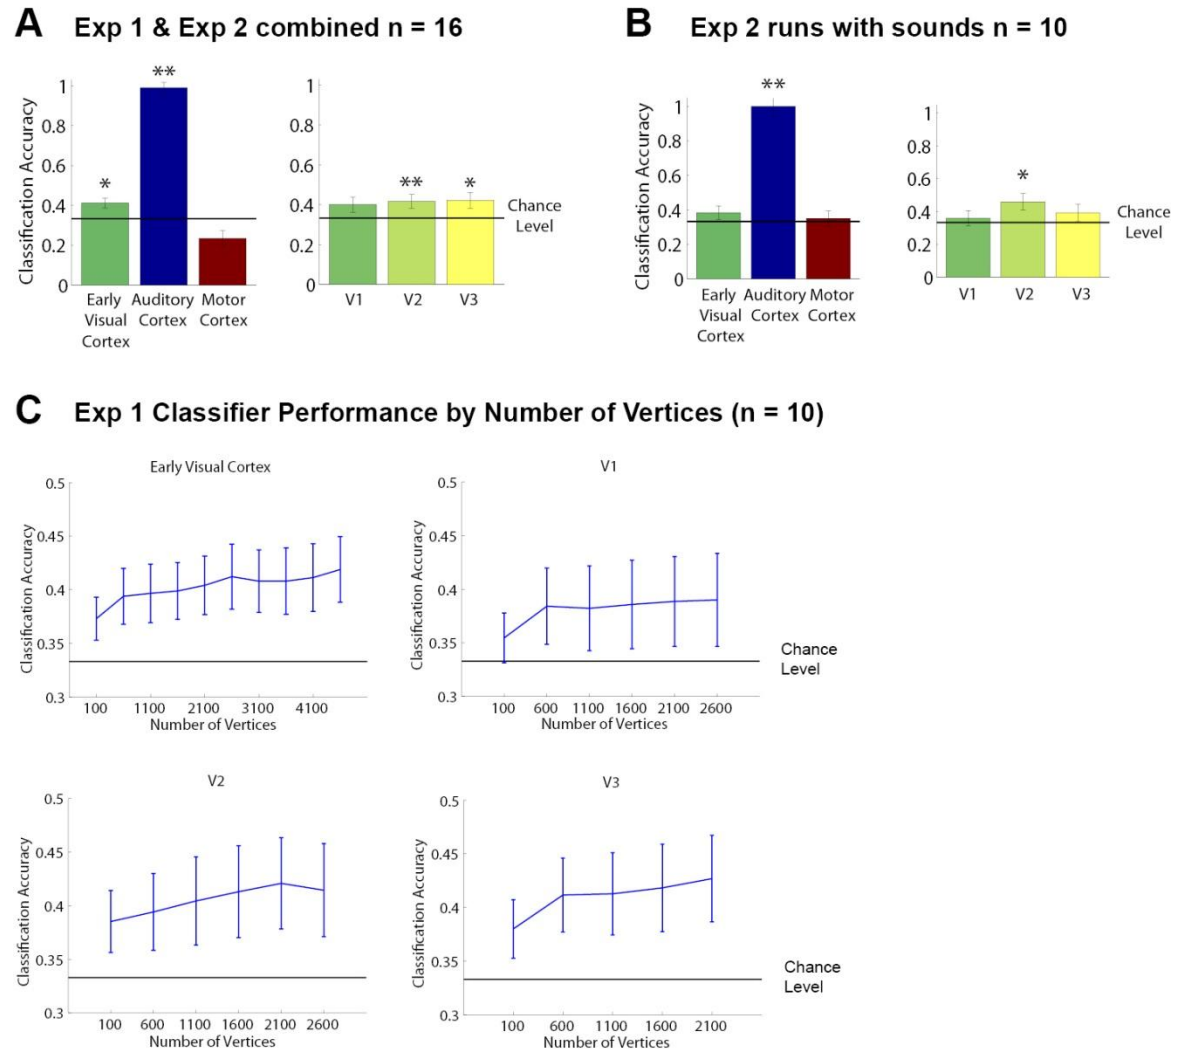 A Exp 1 & Exp 2 combined n = 16
Classification Accuracy
1
0.8
0.6
0.4
0.2
0
*
**
Early Visual Cortex
Auditory Cortex
Motor Cortex
1
0.8
0.6
0.4
0.2
0
**
*
V1 V2 V3
Chance Level
B Exp 2 runs with sounds n = 10
Classification Accuracy
1
0.8
0.6
0.4
0.2
0
**
Early Visual Cortex
Auditory Cortex
Motor Cortex
1
0.8
0.6
0.4
0.2
0
*
V1 V2 V3
Chance Level
C Exp 1 Classifier Performance by Number of Vertices (n = 10)
Early Visual Cortex
Classification Accuracy
0.5
0.45
0.4
0.35
0.3
100 1100 2100 3100 4100
Number of Vertices
V1
Classification Accuracy
0.5
0.45
0.4
0.35
0.3
100 600 1100 1600 2100 2600
Number of Vertices
Chance
Level
V2
Classification Accuracy
0.5
0.45
0.4
0.35
0.3
100 600 1100 1600 2100 2600
Number of Vertices
V3
Classification Accuracy
0.5
0.45
0.4
0.35
0.3
100 600 1100 1600 2100
Number of Vertices
Chance
Level